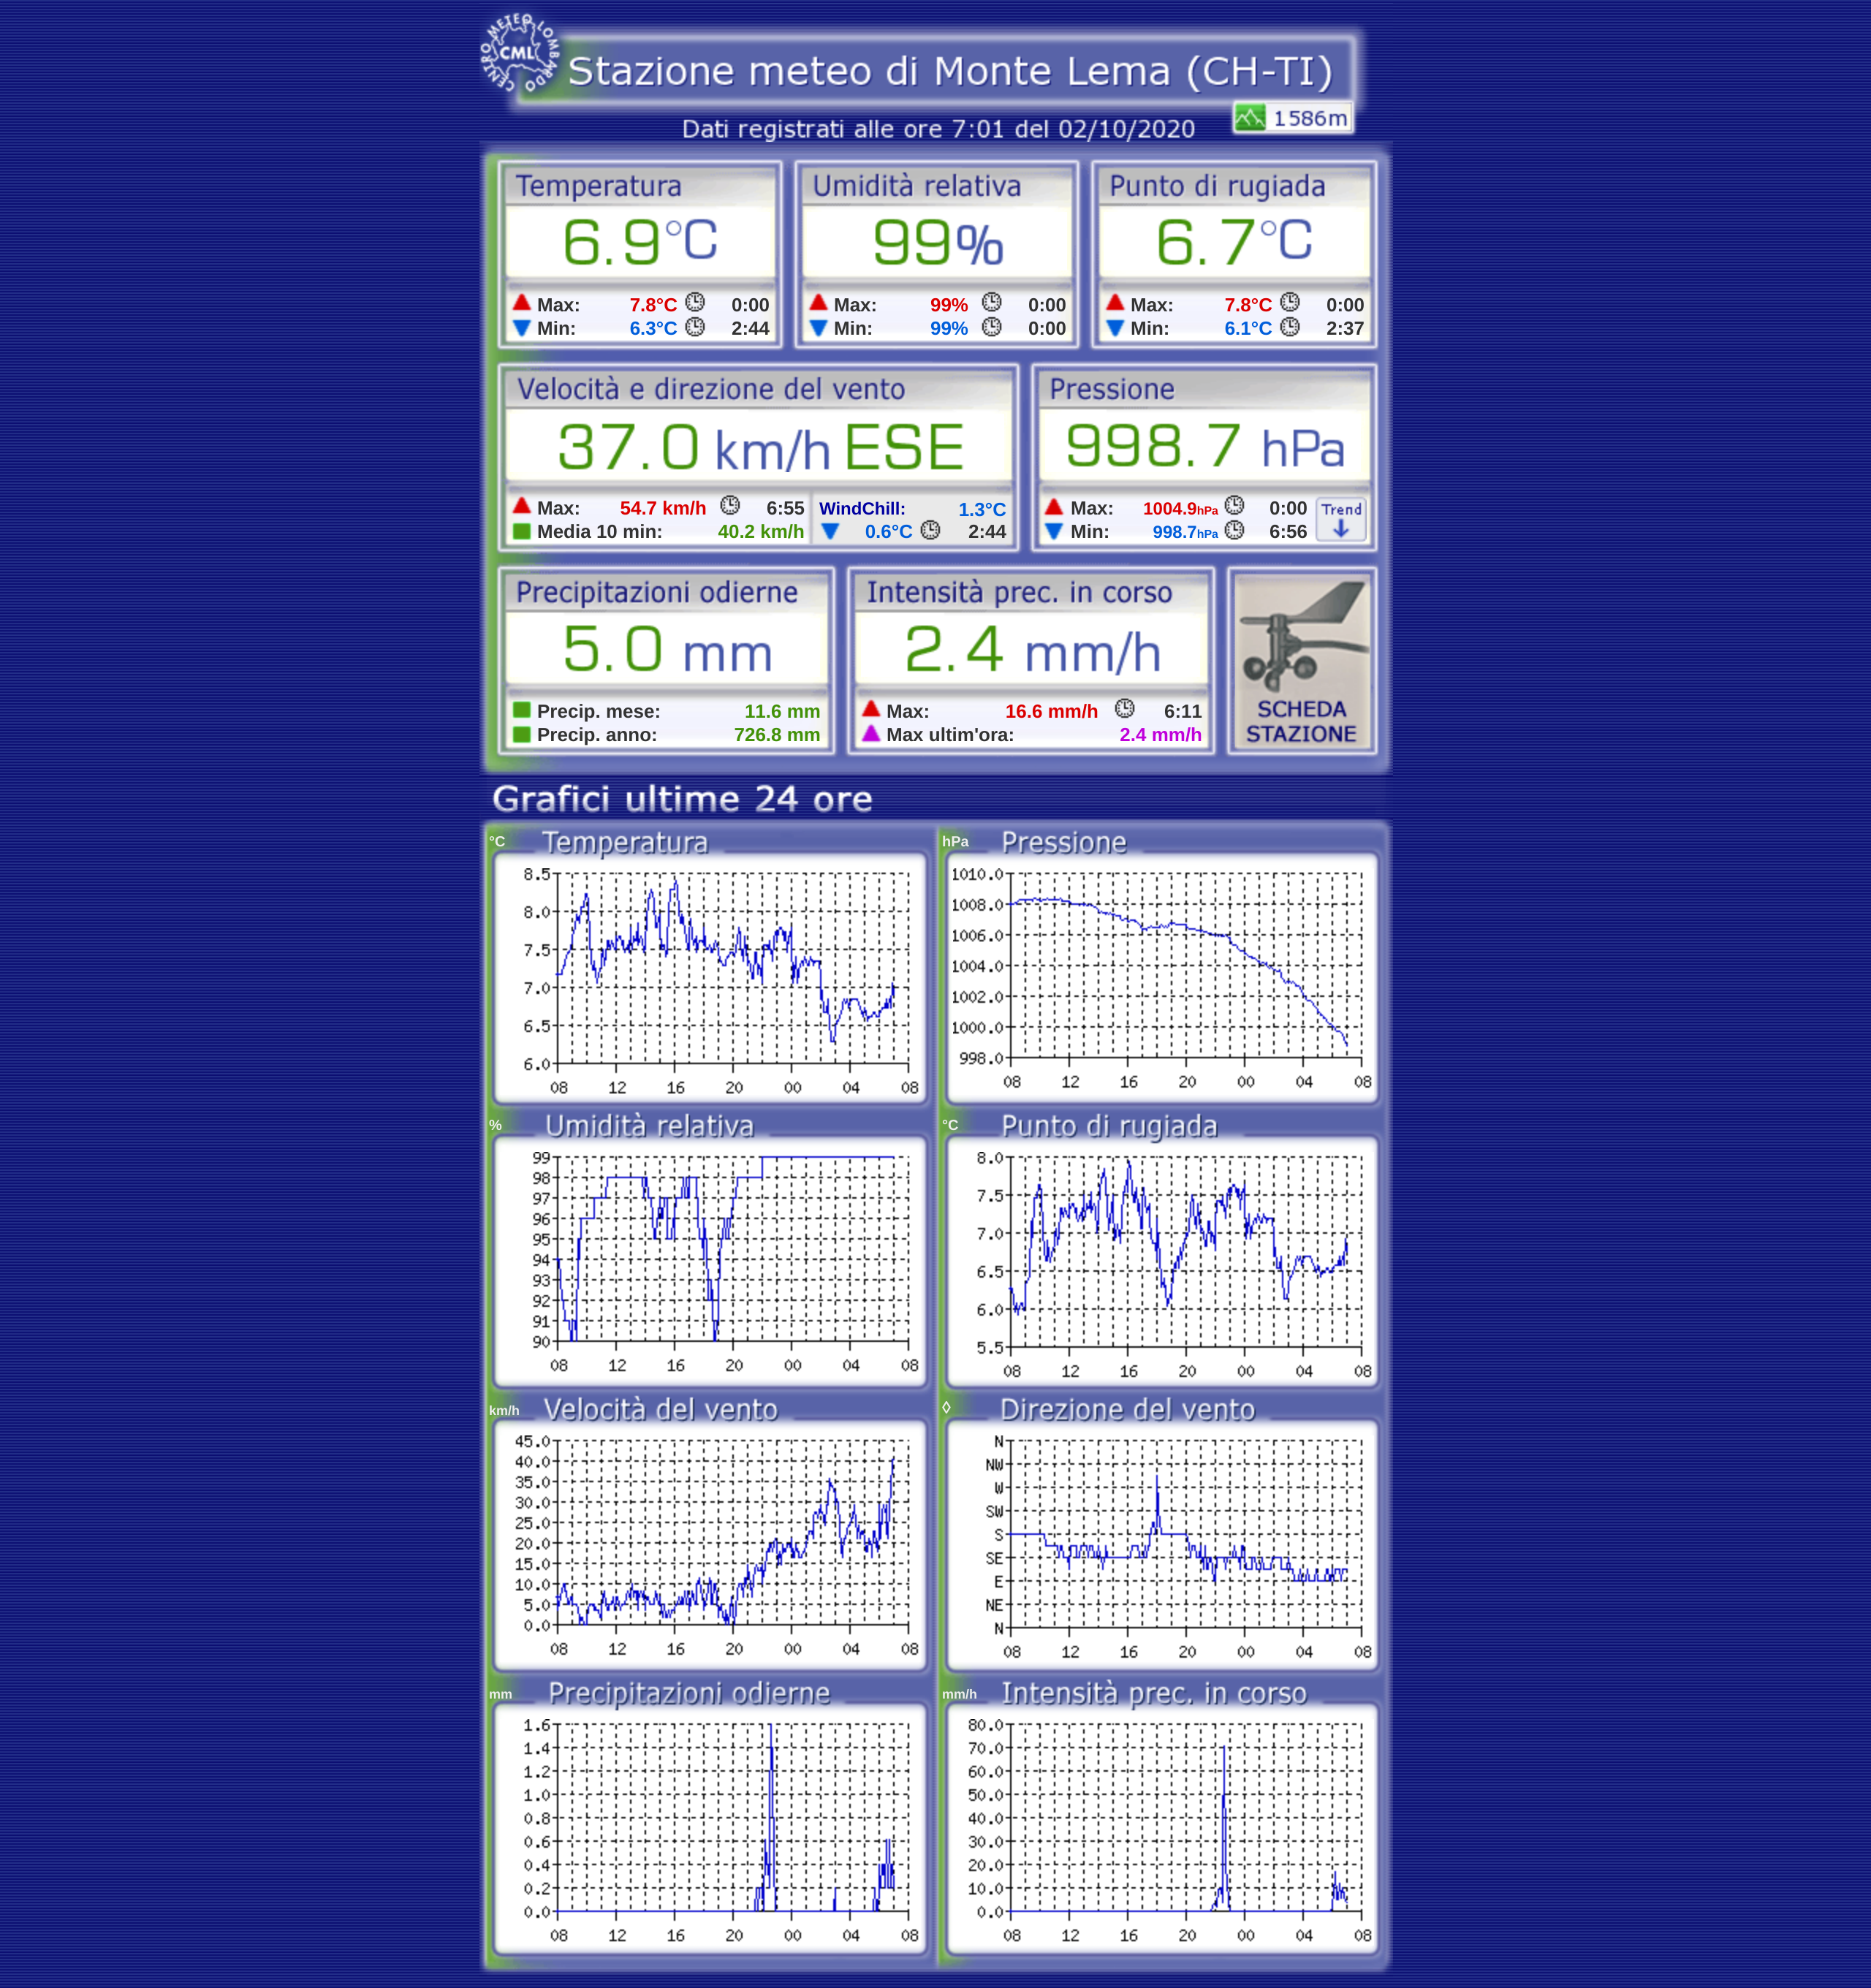 CENTRO METEO LOMBARDO
CML
Stazione meteo di Monte Lema (CH-TI)
1586m
Dati registrati alle ore 7:01 del 02/10/2020
Temperatura
6.9°C
Max: 7.8°C 0:00
Min: 6.3°C 2:44
Umidità relativa
99%
Max: 99% 0:00
Min: 99% 0:00
Punto di rugiada
6.7°C
Max: 7.8°C 0:00
Min: 6.1°C 2:37
Velocità e direzione del vento
37.0 km/h ESE
Max: 54.7 km/h 6:55
Media 10 min: 40.2 km/h
WindChill: 1.3°C
0.6°C 2:44
Pressione
998.7 hPa
Max: 1004.9hPa 0:00
Min: 998.7hPa 6:56
Trend
Precipitazioni odierne
5.0 mm
Precip. mese: 11.6 mm
Precip. anno: 726.8 mm
Intensità prec. in corso
2.4 mm/h
Max: 16.6 mm/h 6:11
Max ultim'ora: 2.4 mm/h
SCHEDA
STAZIONE
Grafici ultime 24 ore
°C Temperatura
8.5
8.0
7.5
7.0
6.5
6.0
08 12 16 20 00 04 08
hPa Pressione
1010.0
1008.0
1006.0
1004.0
1002.0
1000.0
998.0
08 12 16 20 00 04 08
% Umidità relativa
99
98
97
96
95
94
93
92
91
90
08 12 16 20 00 04 08
°C Punto di rugiada
8.0
7.5
7.0
6.5
6.0
5.5
08 12 16 20 00 04 08
km/h Velocità del vento
45.0
40.0
35.0
30.0
25.0
20.0
15.0
10.0
5.0
0.0
08 12 16 20 00 04 08
◊ Direzione del vento
N
NW
W
SW
S
SE
E
NE
N
08 12 16 20 00 04 08
mm Precipitazioni odierne
1.6
1.4
1.2
1.0
0.8
0.6
0.4
0.2
0.0
08 12 16 20 00 04 08
mm/h Intensità prec. in corso
80.0
70.0
60.0
50.0
40.0
30.0
20.0
10.0
0.0
08 12 16 20 00 04 08